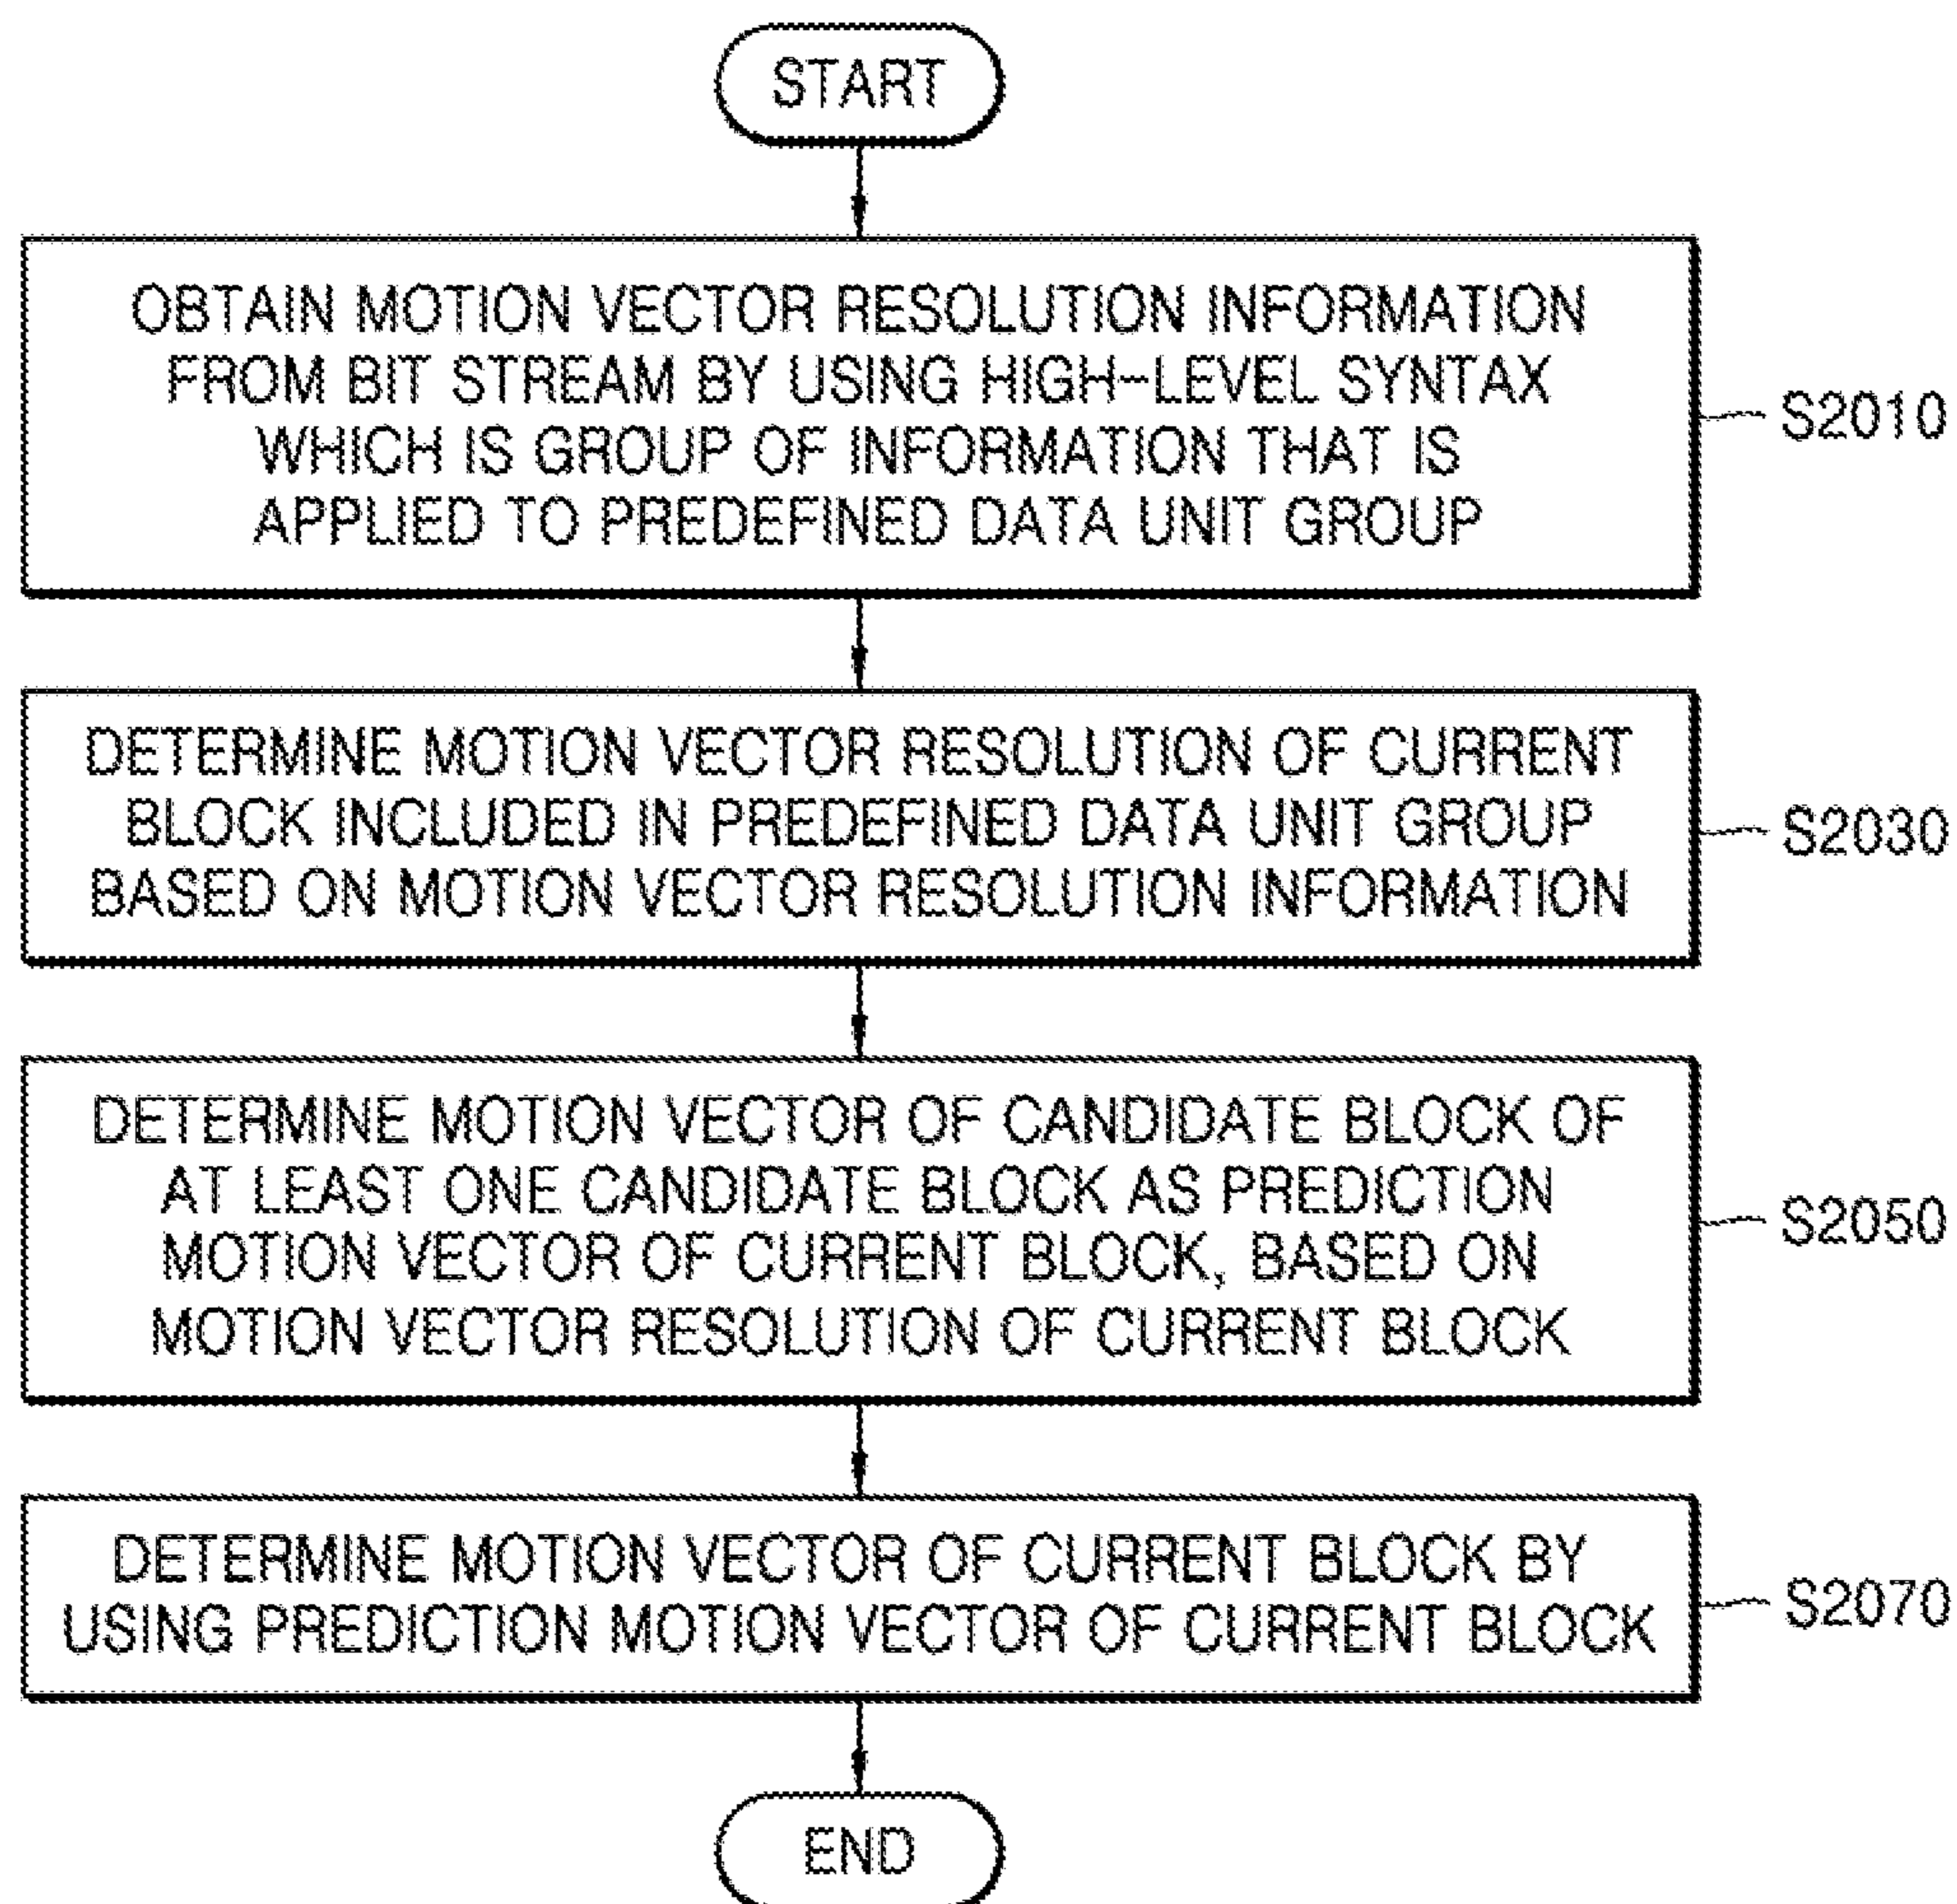 START
OBTAIN MOTION VECTOR RESOLUTION INFORMATION
FROM BIT STREAM BY USING HIGH-LEVEL SYNTAX
WHICH IS GROUP OF INFORMATION THAT IS
APPLIED TO PREDEFINED DATA UNIT GROUP
S2010
DETERMINE MOTION VECTOR RESOLUTION OF CURRENT
BLOCK INCLUDED IN PREDEFINED DATA UNIT GROUP
BASED ON MOTION VECTOR RESOLUTION INFORMATION
S2030
DETERMINE MOTION VECTOR OF CANDIDATE BLOCK OF
AT LEAST ONE CANDIDATE BLOCK AS PREDICTION
MOTION VECTOR OF CURRENT BLOCK, BASED ON
MOTION VECTOR RESOLUTION OF CURRENT BLOCK
S2050
DETERMINE MOTION VECTOR OF CURRENT BLOCK BY
USING PREDICTION MOTION VECTOR OF CURRENT BLOCK
S2070
END